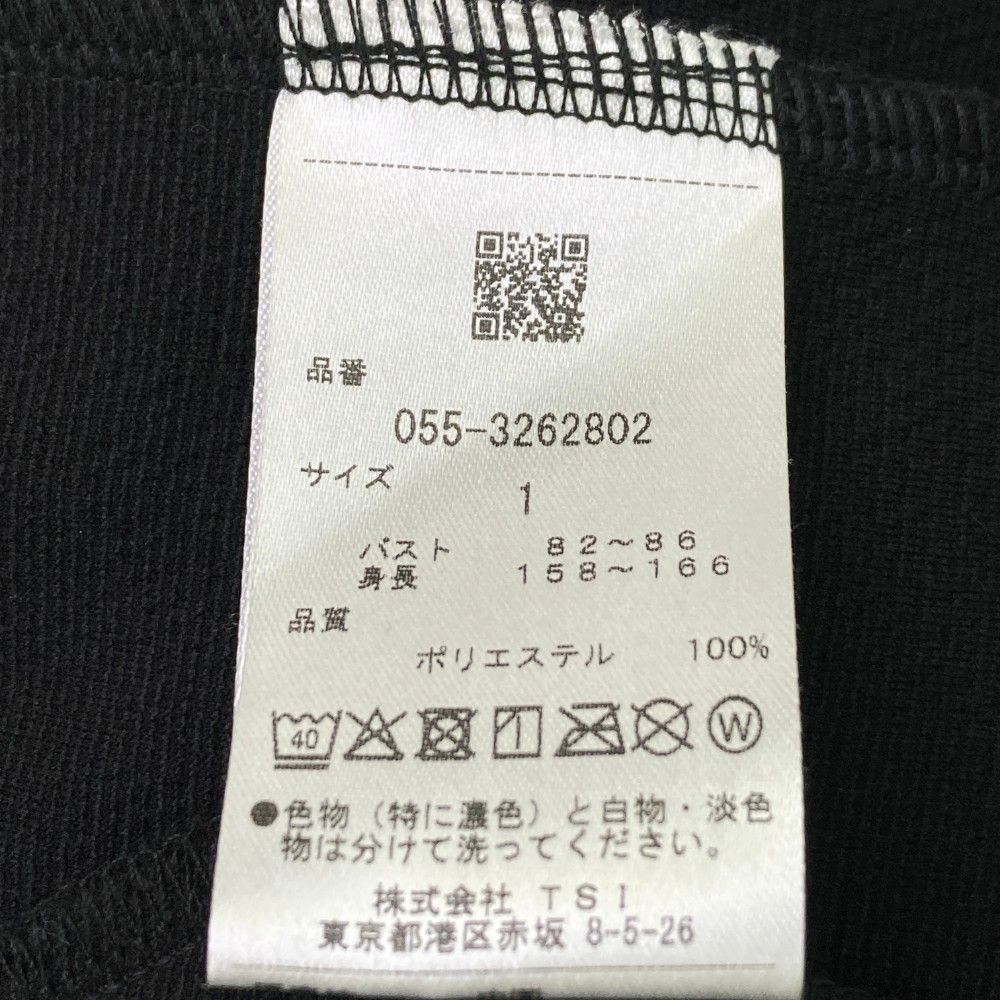 品番
055-3262802
サイズ
1
バスト 82～86
身長 158～166
品質
ポリエステル 100%
40 W
●色物（特に濃色）と白物・淡色
物は分けて洗ってください。
株式会社 TSI
東京都港区赤坂 8-5-26